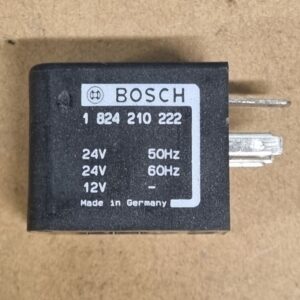 BOSCH
1 824 210 222
24V 50Hz
24V 60Hz
12V -
Made in Germany